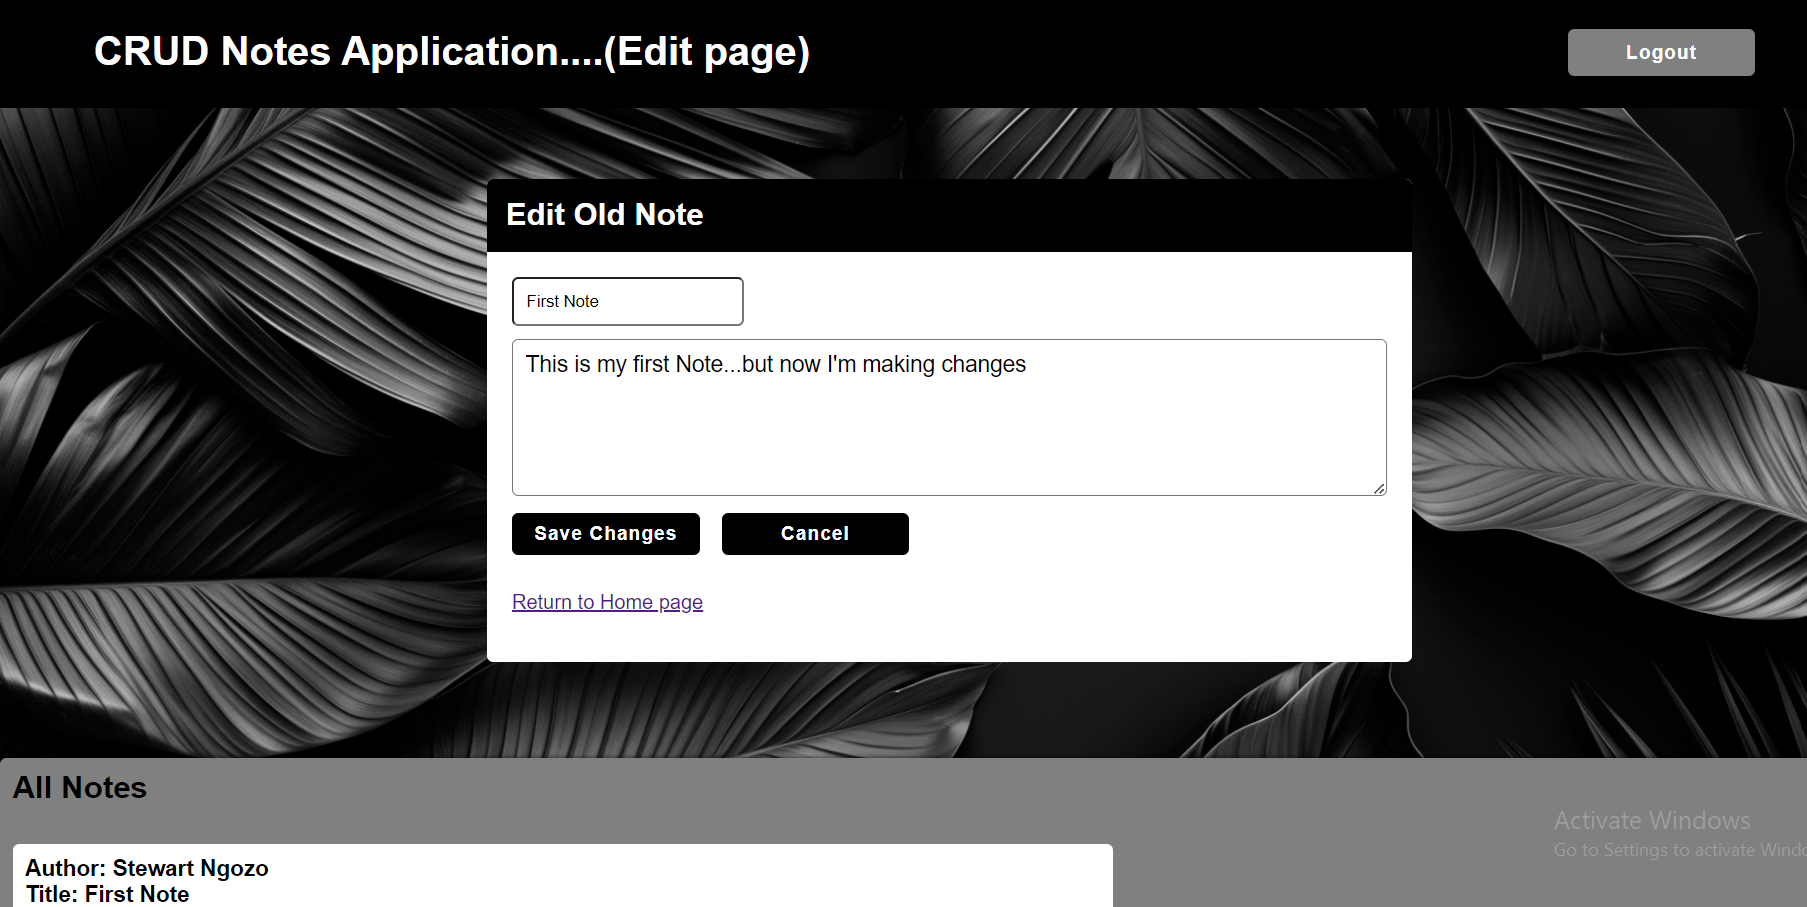 CRUD Notes Application....(Edit page)
Logout
Edit Old Note
First Note
This is my first Note...but now I'm making changes
Save Changes
Cancel
Return to Home page
All Notes
Activate Windows
Go to Settings to activate
Author: Stewart Ngozo
Title: First Note